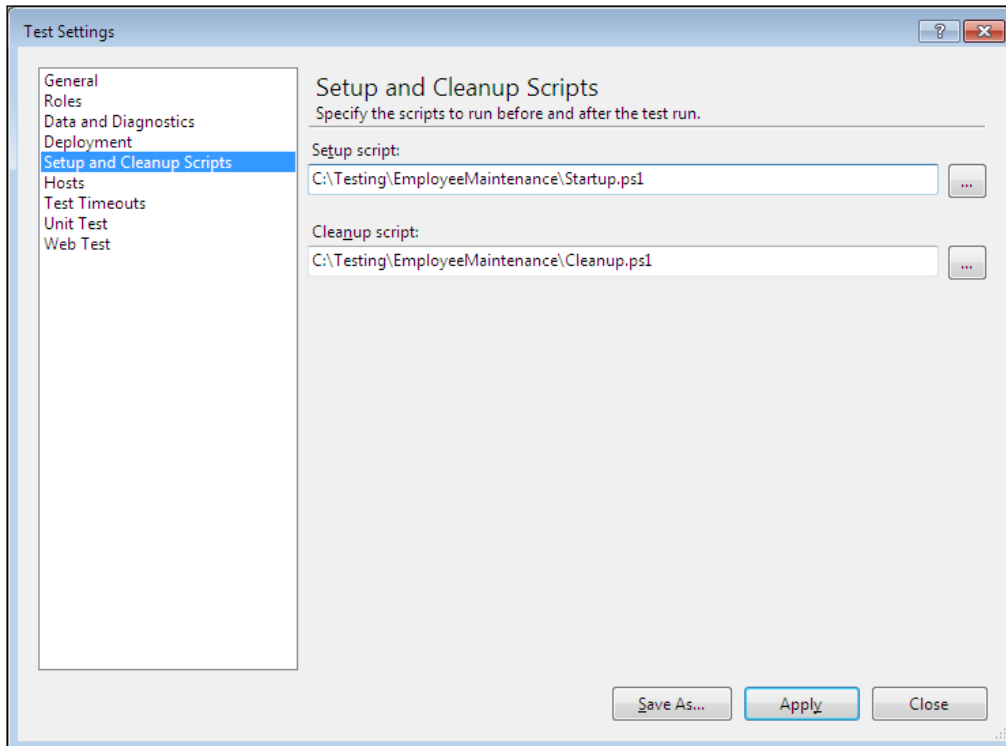 Test Settings
General
Roles
Data and Diagnostics
Deployment
Setup and Cleanup Scripts
Hosts
Test Timeouts
Unit Test
Web Test
Setup and Cleanup Scripts
Specify the scripts to run before and after the test run.
Setup script:
C:\Testing\EmployeeMaintenance\Startup.ps1
...
Cleanup script:
C:\Testing\EmployeeMaintenance\Cleanup.ps1
...
Save As...
Apply
Close